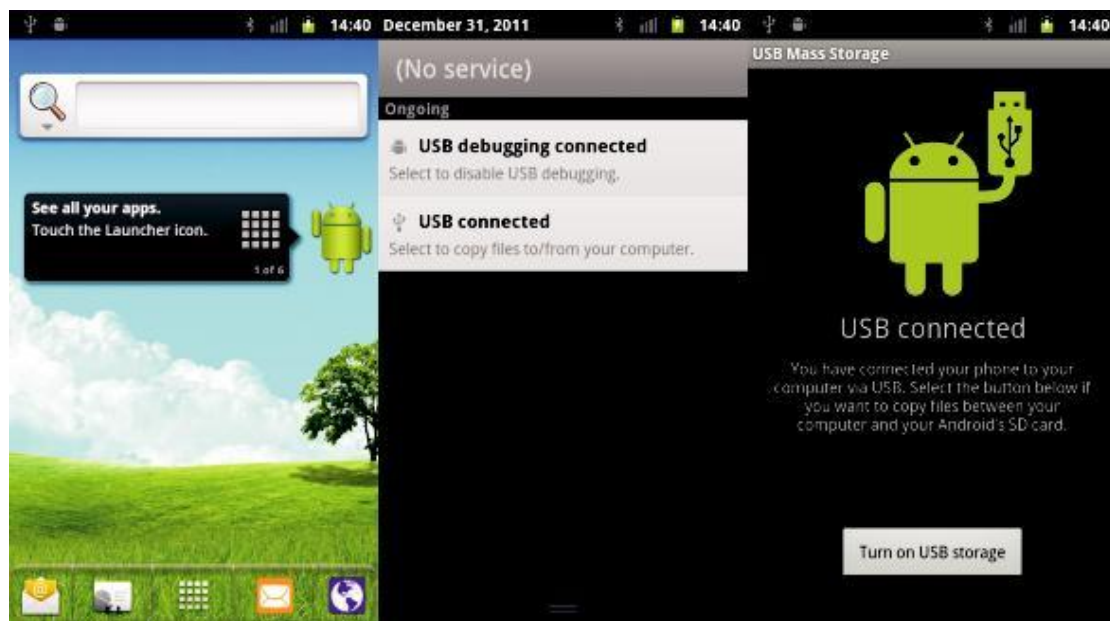 14:40
See all your apps.
Touch the Launcher icon.
1 of 6
December 31, 2011 14:40
(No service)
Ongoing
USB debugging connected
Select to disable USB debugging.
USB connected
Select to copy files to/from your computer.
14:40
USB Mass Storage
USB connected
You have connected your phone to your
computer via USB. Select the button below if
you want to copy files between your
computer and your Android's SD card.
Turn on USB storage